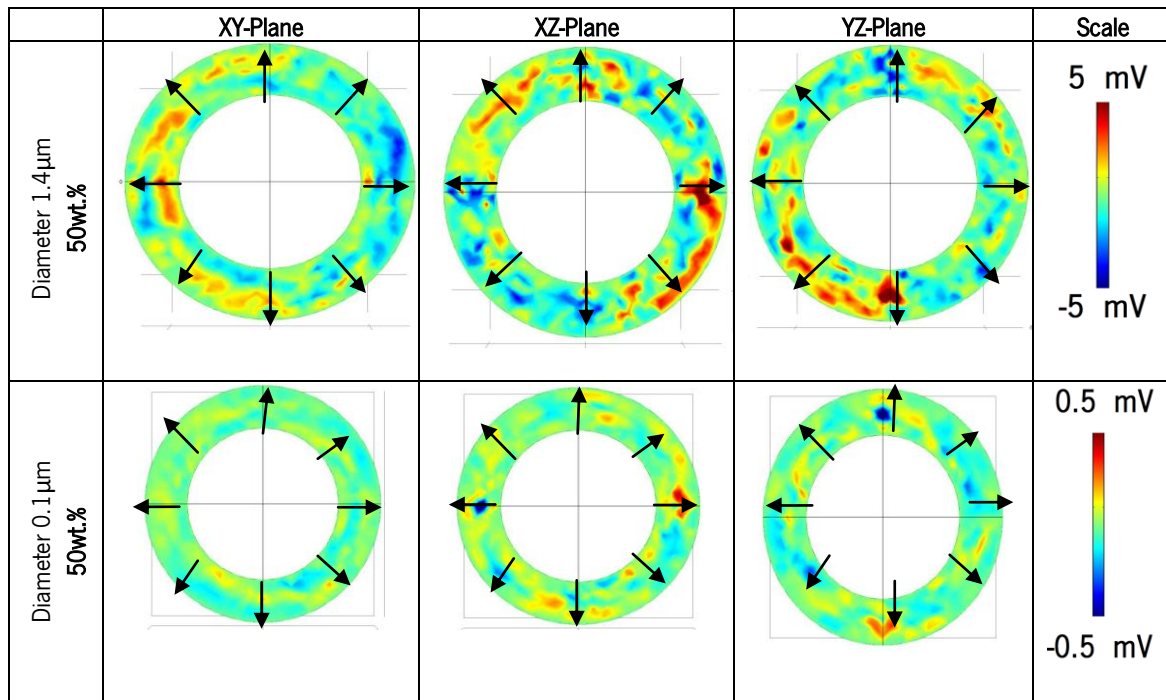 XY-Plane
XZ-Plane
YZ-Plane
Scale
Diameter 1.4µm
50wt.%
5 mV
-5 mV
Diameter 0.1µm
50wt.%
0.5 mV
-0.5 mV